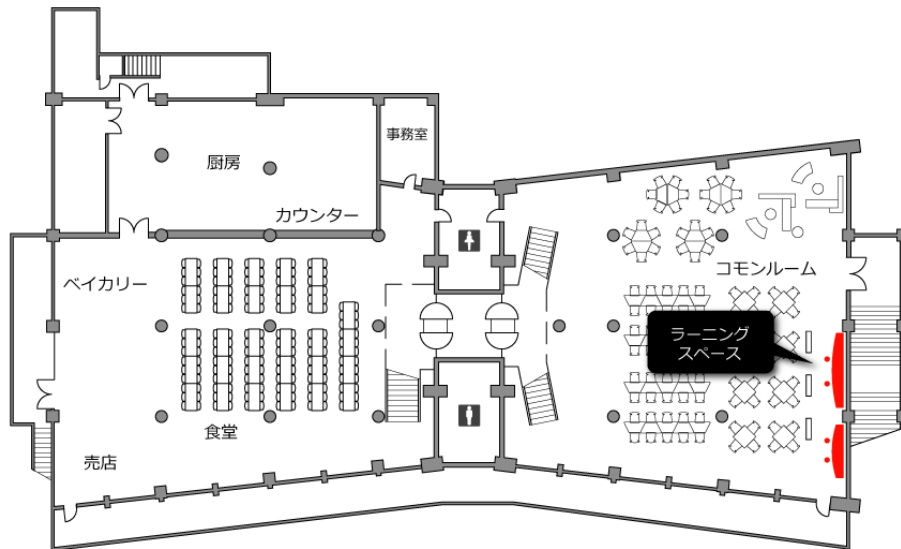 事務室
厨房
カウンター
ベイカリー
コモンルーム
ラーニング
スペース
食堂
売店